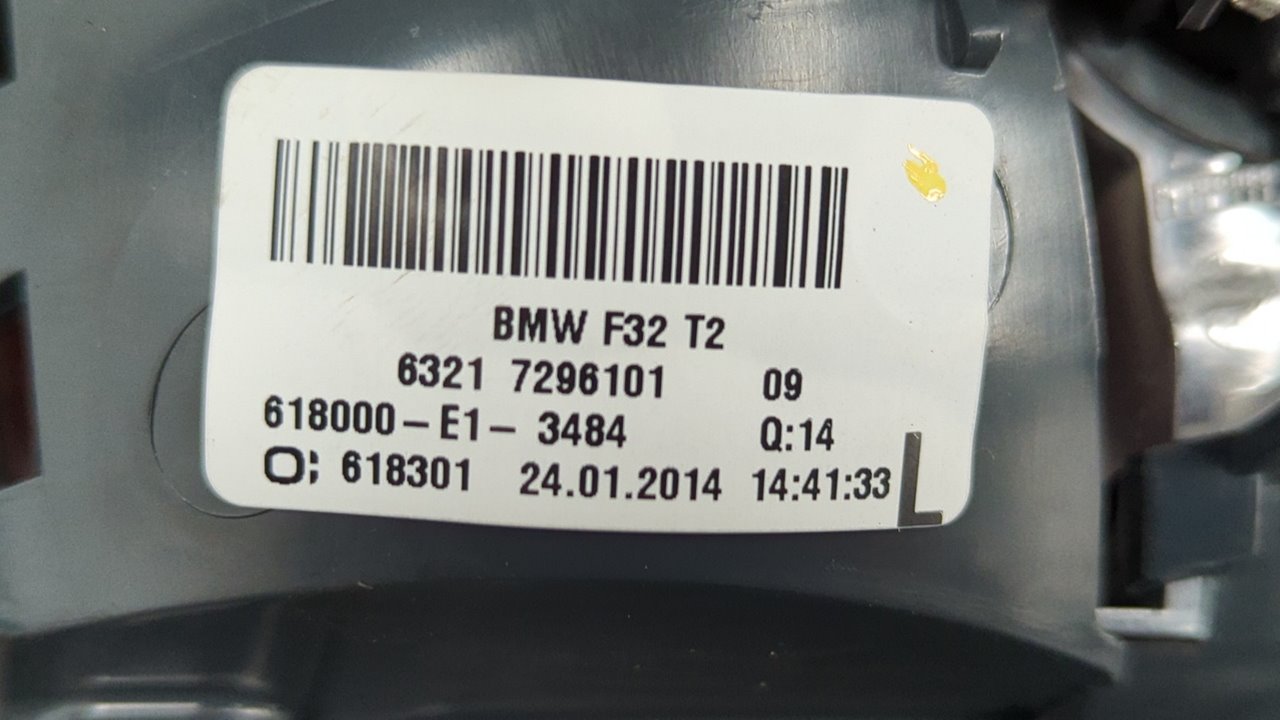 BMW F32 T2
6321 7296101 09
618000-E1- 3484 Q:14
O: 618301 24.01.2014 14:41:33 L